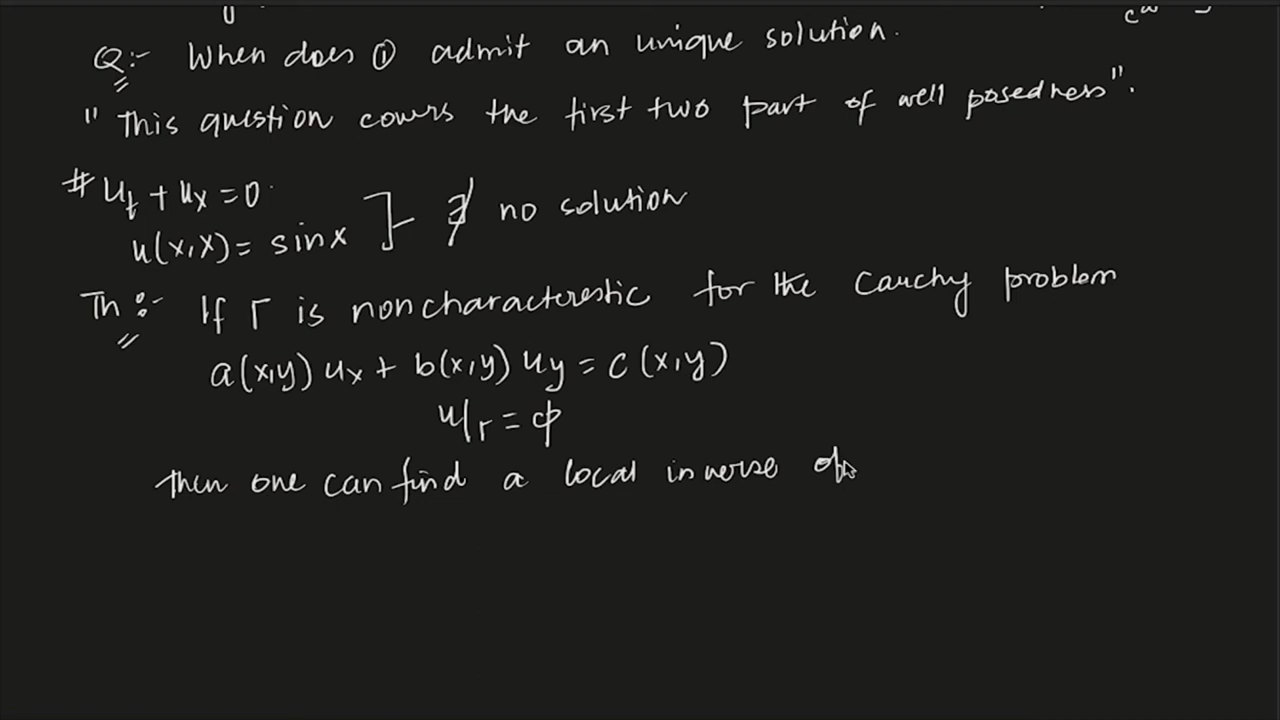 Q:- When does ① admit an unique solution.
"This question covers the first two part of well posedness".
# u_t + u_x = 0.
u(x,x) = sinx ]- ∄ no solution
Th:- If Γ is noncharacterestic for the Cauchy problem
a(x,y) u_x + b(x,y) u_y = c(x,y)
u|_Γ = ϕ
Then one can find a local inverse of